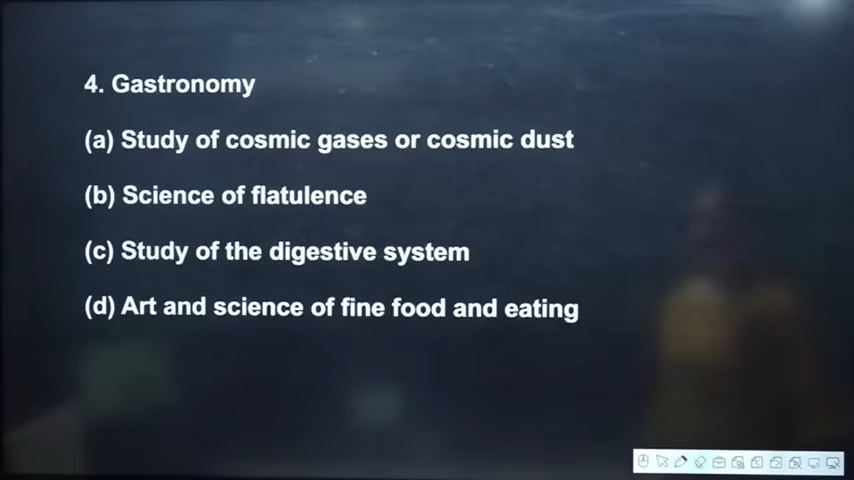 4. Gastronomy
(a) Study of cosmic gases or cosmic dust
(b) Science of flatulence
(c) Study of the digestive system
(d) Art and science of fine food and eating